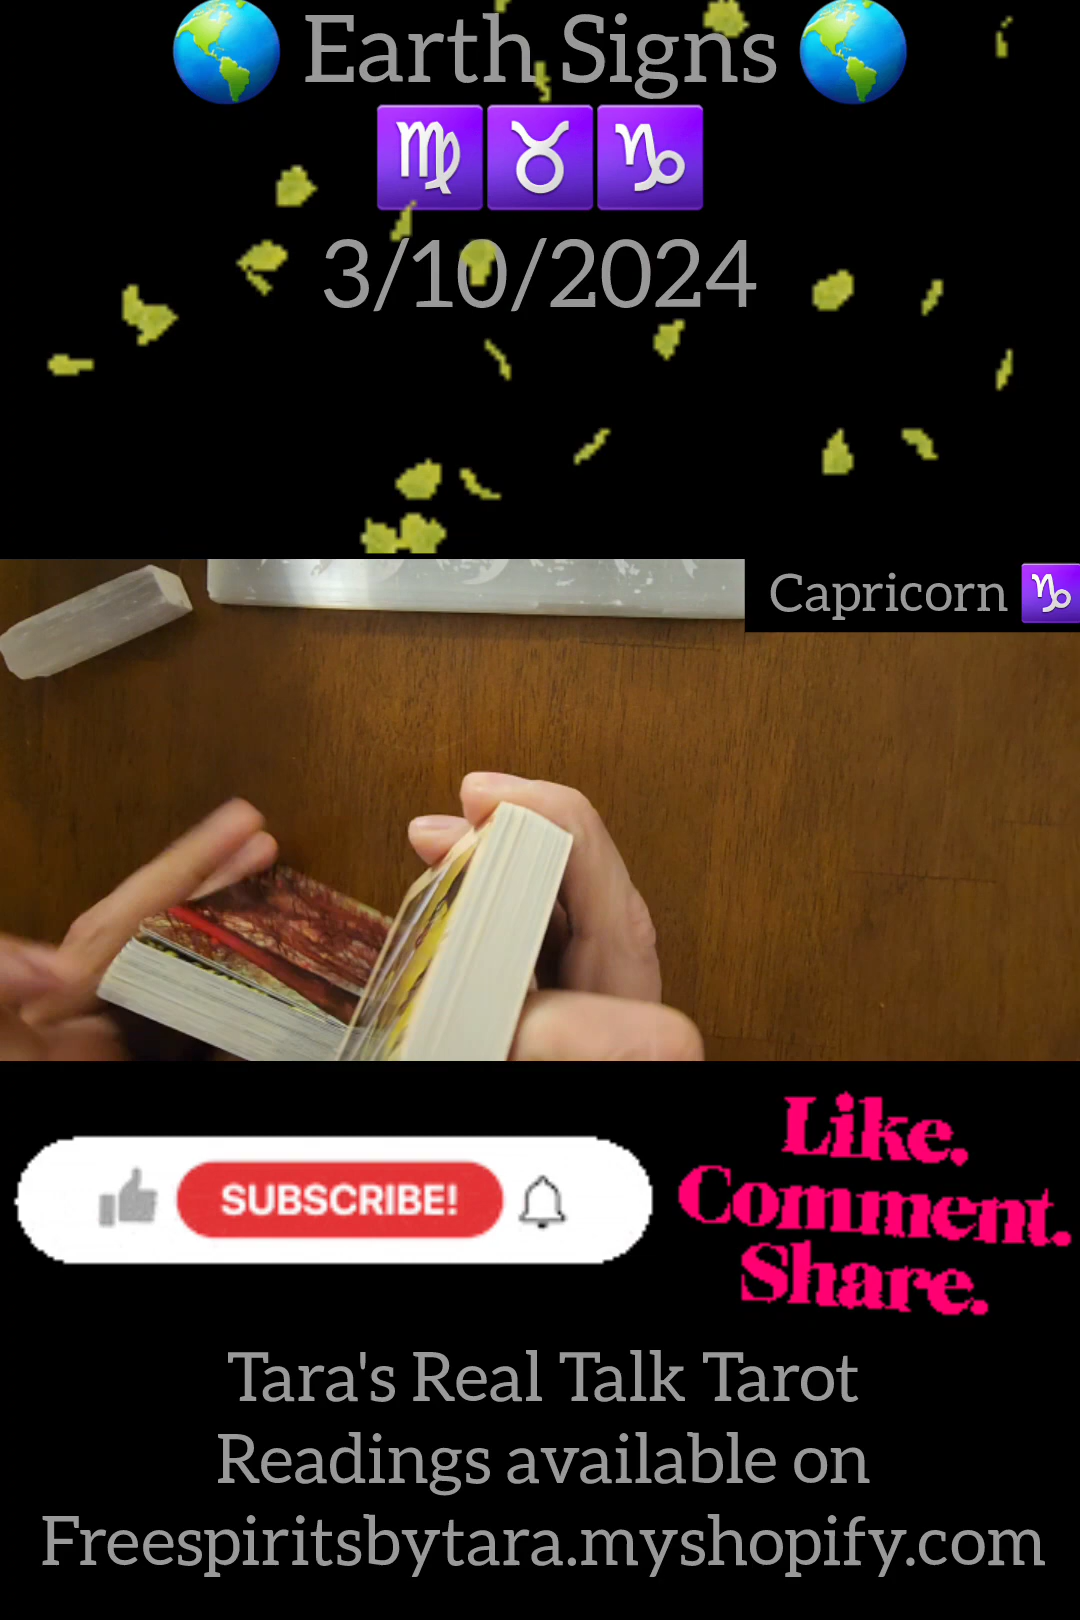 🌎 Earth Signs 🌎
♍♉♑
3/10/2024
Capricorn ♑
SUBSCRIBE!
Like.
Comment.
Share.
Tara's Real Talk Tarot
Readings available on
Freespiritsbytara.myshopify.com